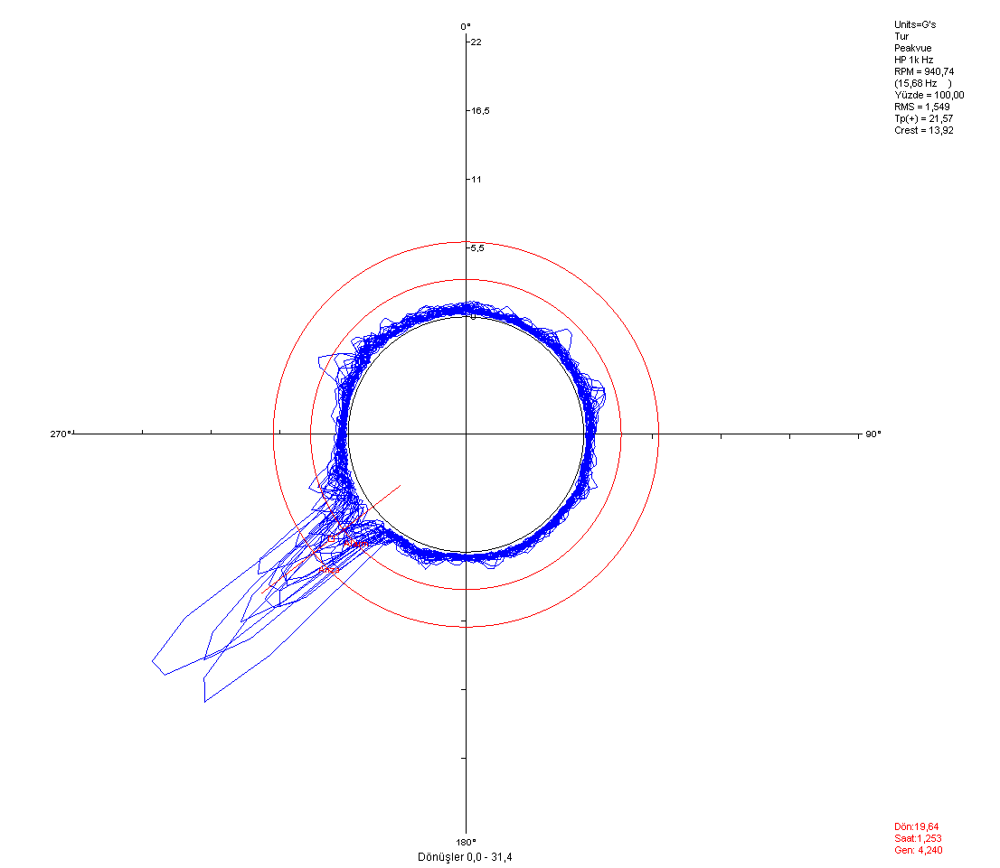 0°
22
16,5
11
5,5
0
270°
90°
180°
Dönüşler 0,0 - 31,4
Units=G's
Tur
Peakvue
HP 1k Hz
RPM = 940,74
(15,68 Hz )
Yüzde = 100,00
RMS = 1,549
Tp(+) = 21,57
Crest = 13,92
Dön:19,64
Saat:1,253
Gen: 4,240